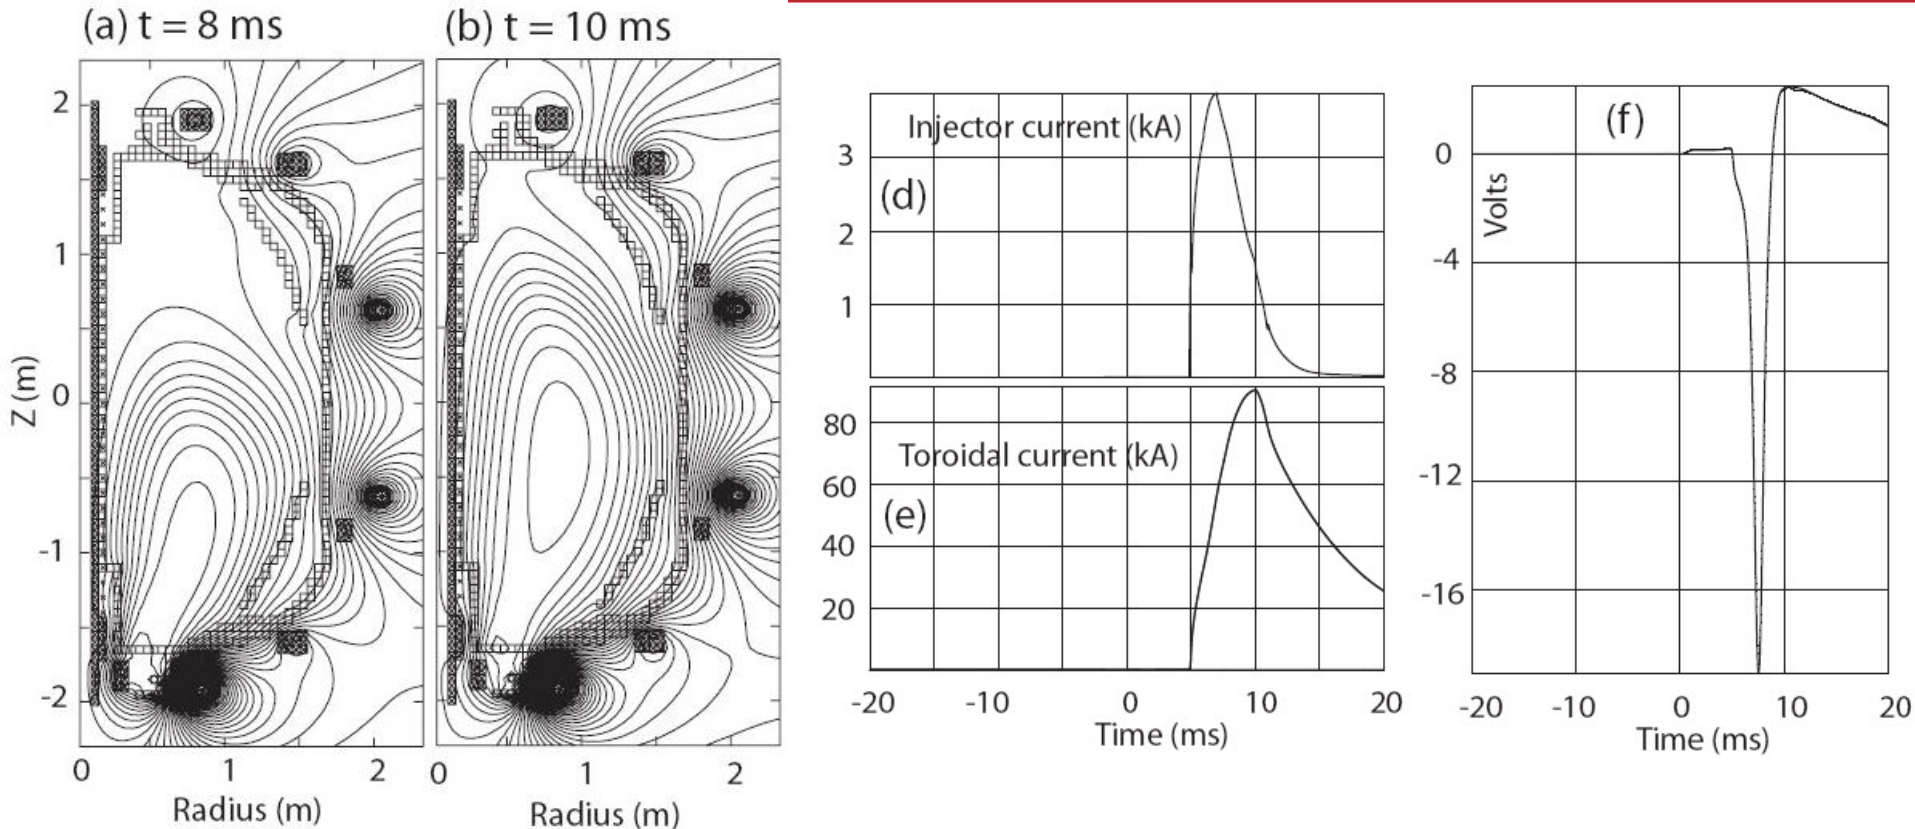 (a) t = 8 ms
(b) t = 10 ms
2
1
0
-1
-2
Z (m)
0 1 2
Radius (m)
0 1 2
Radius (m)
Injector current (kA)
(d)
3
2
1
Toroidal current (kA)
(e)
80
60
40
20
-20 -10 0 10 20
Time (ms)
(f)
Volts
0
-4
-8
-12
-16
-20 -10 0 10 20
Time (ms)